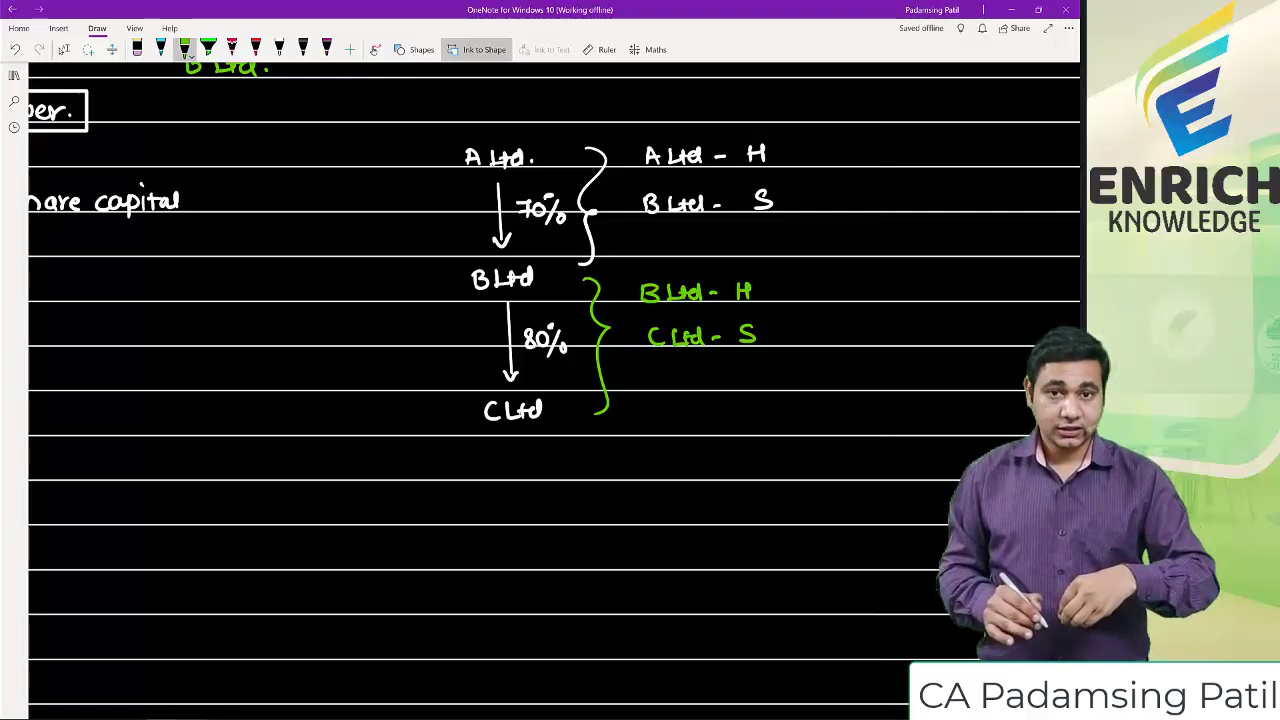 OneNote for Windows 10 (Working offline)
Padamsing Patil
Home Insert Draw View Help
Saved offline
Share
Shapes
Ink to Shape
Ink to Text
Ruler
Maths
B Ltd.
per.
hare capital
A Ltd.
70%
B Ltd
80%
C Ltd
A Ltd - H
B Ltd - S
B Ltd - H
C Ltd - S
ENRICH
KNOWLEDGE
CA Padamsing Patil